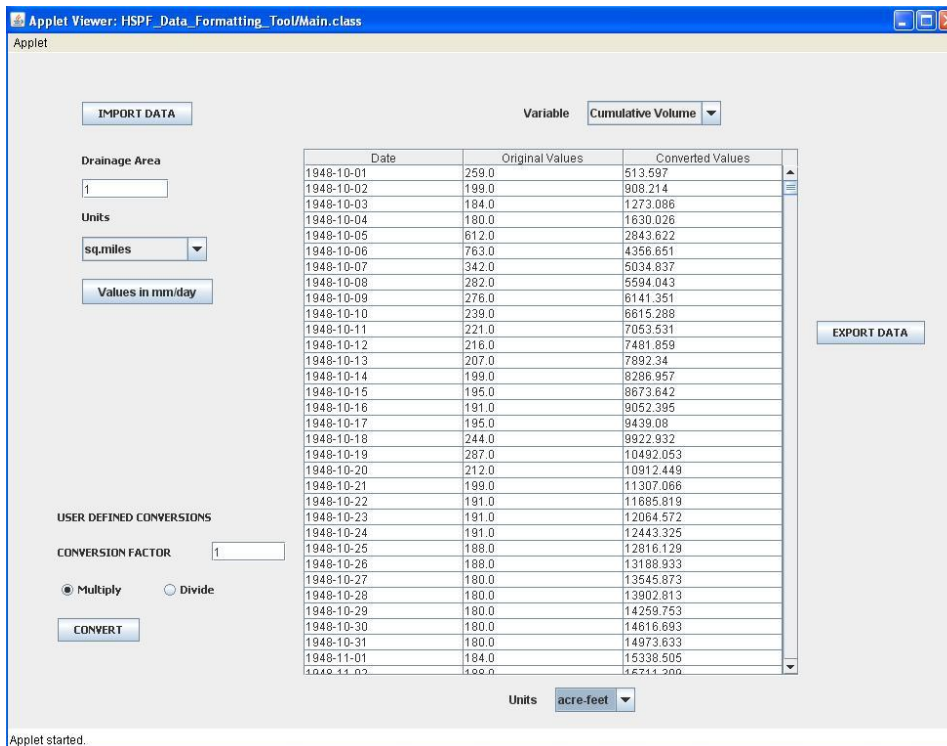 Applet Viewer: HSPF_Data_Formatting_Tool/Main.class
Applet
IMPORT DATA
Variable Cumulative Volume
Drainage Area
1
Units
sq.miles
Values in mm/day
Date Original Values Converted Values
1948-10-01 259.0 513.597
1948-10-02 199.0 908.214
1948-10-03 184.0 1273.086
1948-10-04 180.0 1630.026
1948-10-05 612.0 2843.622
1948-10-06 763.0 4356.651
1948-10-07 342.0 5034.837
1948-10-08 282.0 5594.043
1948-10-09 276.0 6141.351
1948-10-10 239.0 6615.288
1948-10-11 221.0 7053.531
1948-10-12 216.0 7481.859
1948-10-13 207.0 7892.34
1948-10-14 199.0 8286.957
1948-10-15 195.0 8673.642
1948-10-16 191.0 9052.395
1948-10-17 195.0 9439.08
1948-10-18 244.0 9922.932
1948-10-19 287.0 10492.053
1948-10-20 212.0 10912.449
1948-10-21 199.0 11307.066
1948-10-22 191.0 11685.819
1948-10-23 191.0 12064.572
1948-10-24 191.0 12443.325
1948-10-25 188.0 12816.129
1948-10-26 188.0 13188.933
1948-10-27 180.0 13545.873
1948-10-28 180.0 13902.813
1948-10-29 180.0 14259.753
1948-10-30 180.0 14616.693
1948-10-31 180.0 14973.633
1948-11-01 184.0 15338.505
1948-11-02 188.0 15711.309
EXPORT DATA
USER DEFINED CONVERSIONS
CONVERSION FACTOR 1
Multiply Divide
CONVERT
Units acre-feet
Applet started.